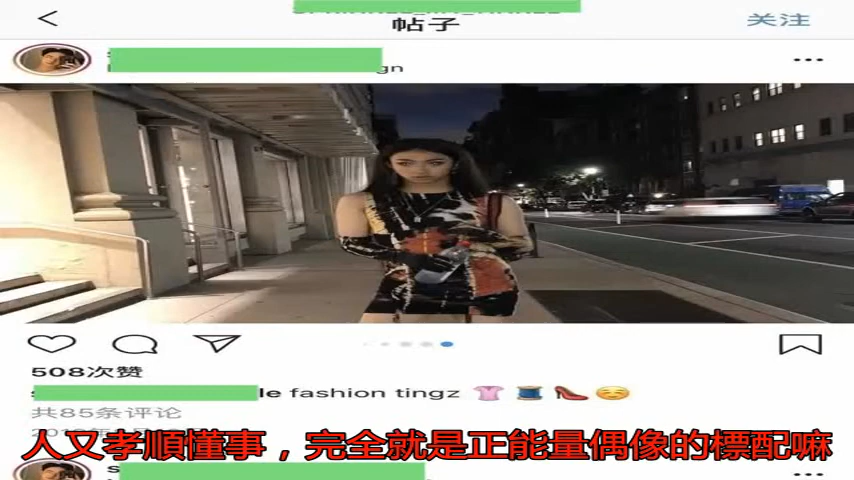 帖子
关注
gn
508次赞
le fashion tingz
共85条评论
人又孝順懂事，完全就是正能量偶像的標配嘛